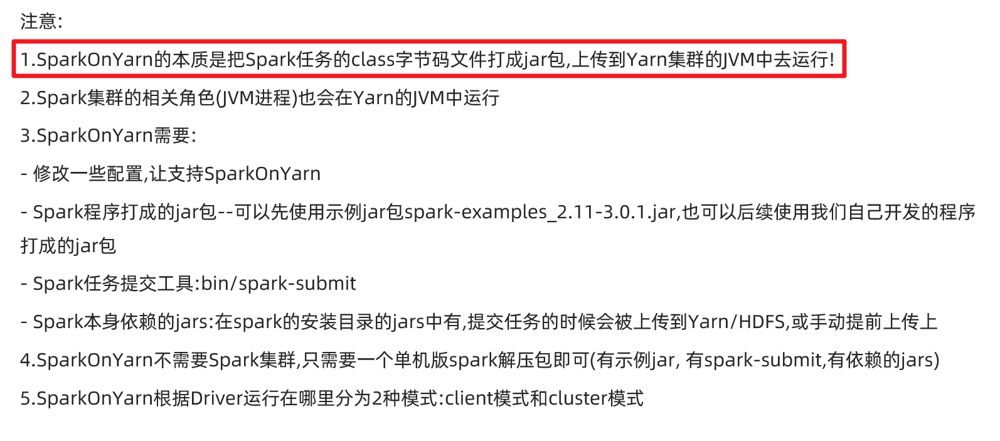 注意:
1.SparkOnYarn的本质是把Spark任务的class字节码文件打成jar包,上传到Yarn集群的JVM中去运行!
2.Spark集群的相关角色(JVM进程)也会在Yarn的JVM中运行
3.SparkOnYarn需要:
- 修改一些配置,让支持SparkOnYarn
- Spark程序打成的jar包--可以先使用示例jar包spark-examples_2.11-3.0.1.jar,也可以后续使用我们自己开发的程序
打成的jar包
- Spark任务提交工具:bin/spark-submit
- Spark本身依赖的jars:在spark的安装目录的jars中有,提交任务的时候会被上传到Yarn/HDFS,或手动提前上传上
4.SparkOnYarn不需要Spark集群,只需要一个单机版spark解压包即可(有示例jar, 有spark-submit,有依赖的jars)
5.SparkOnYarn根据Driver运行在哪里分为2种模式:client模式和cluster模式